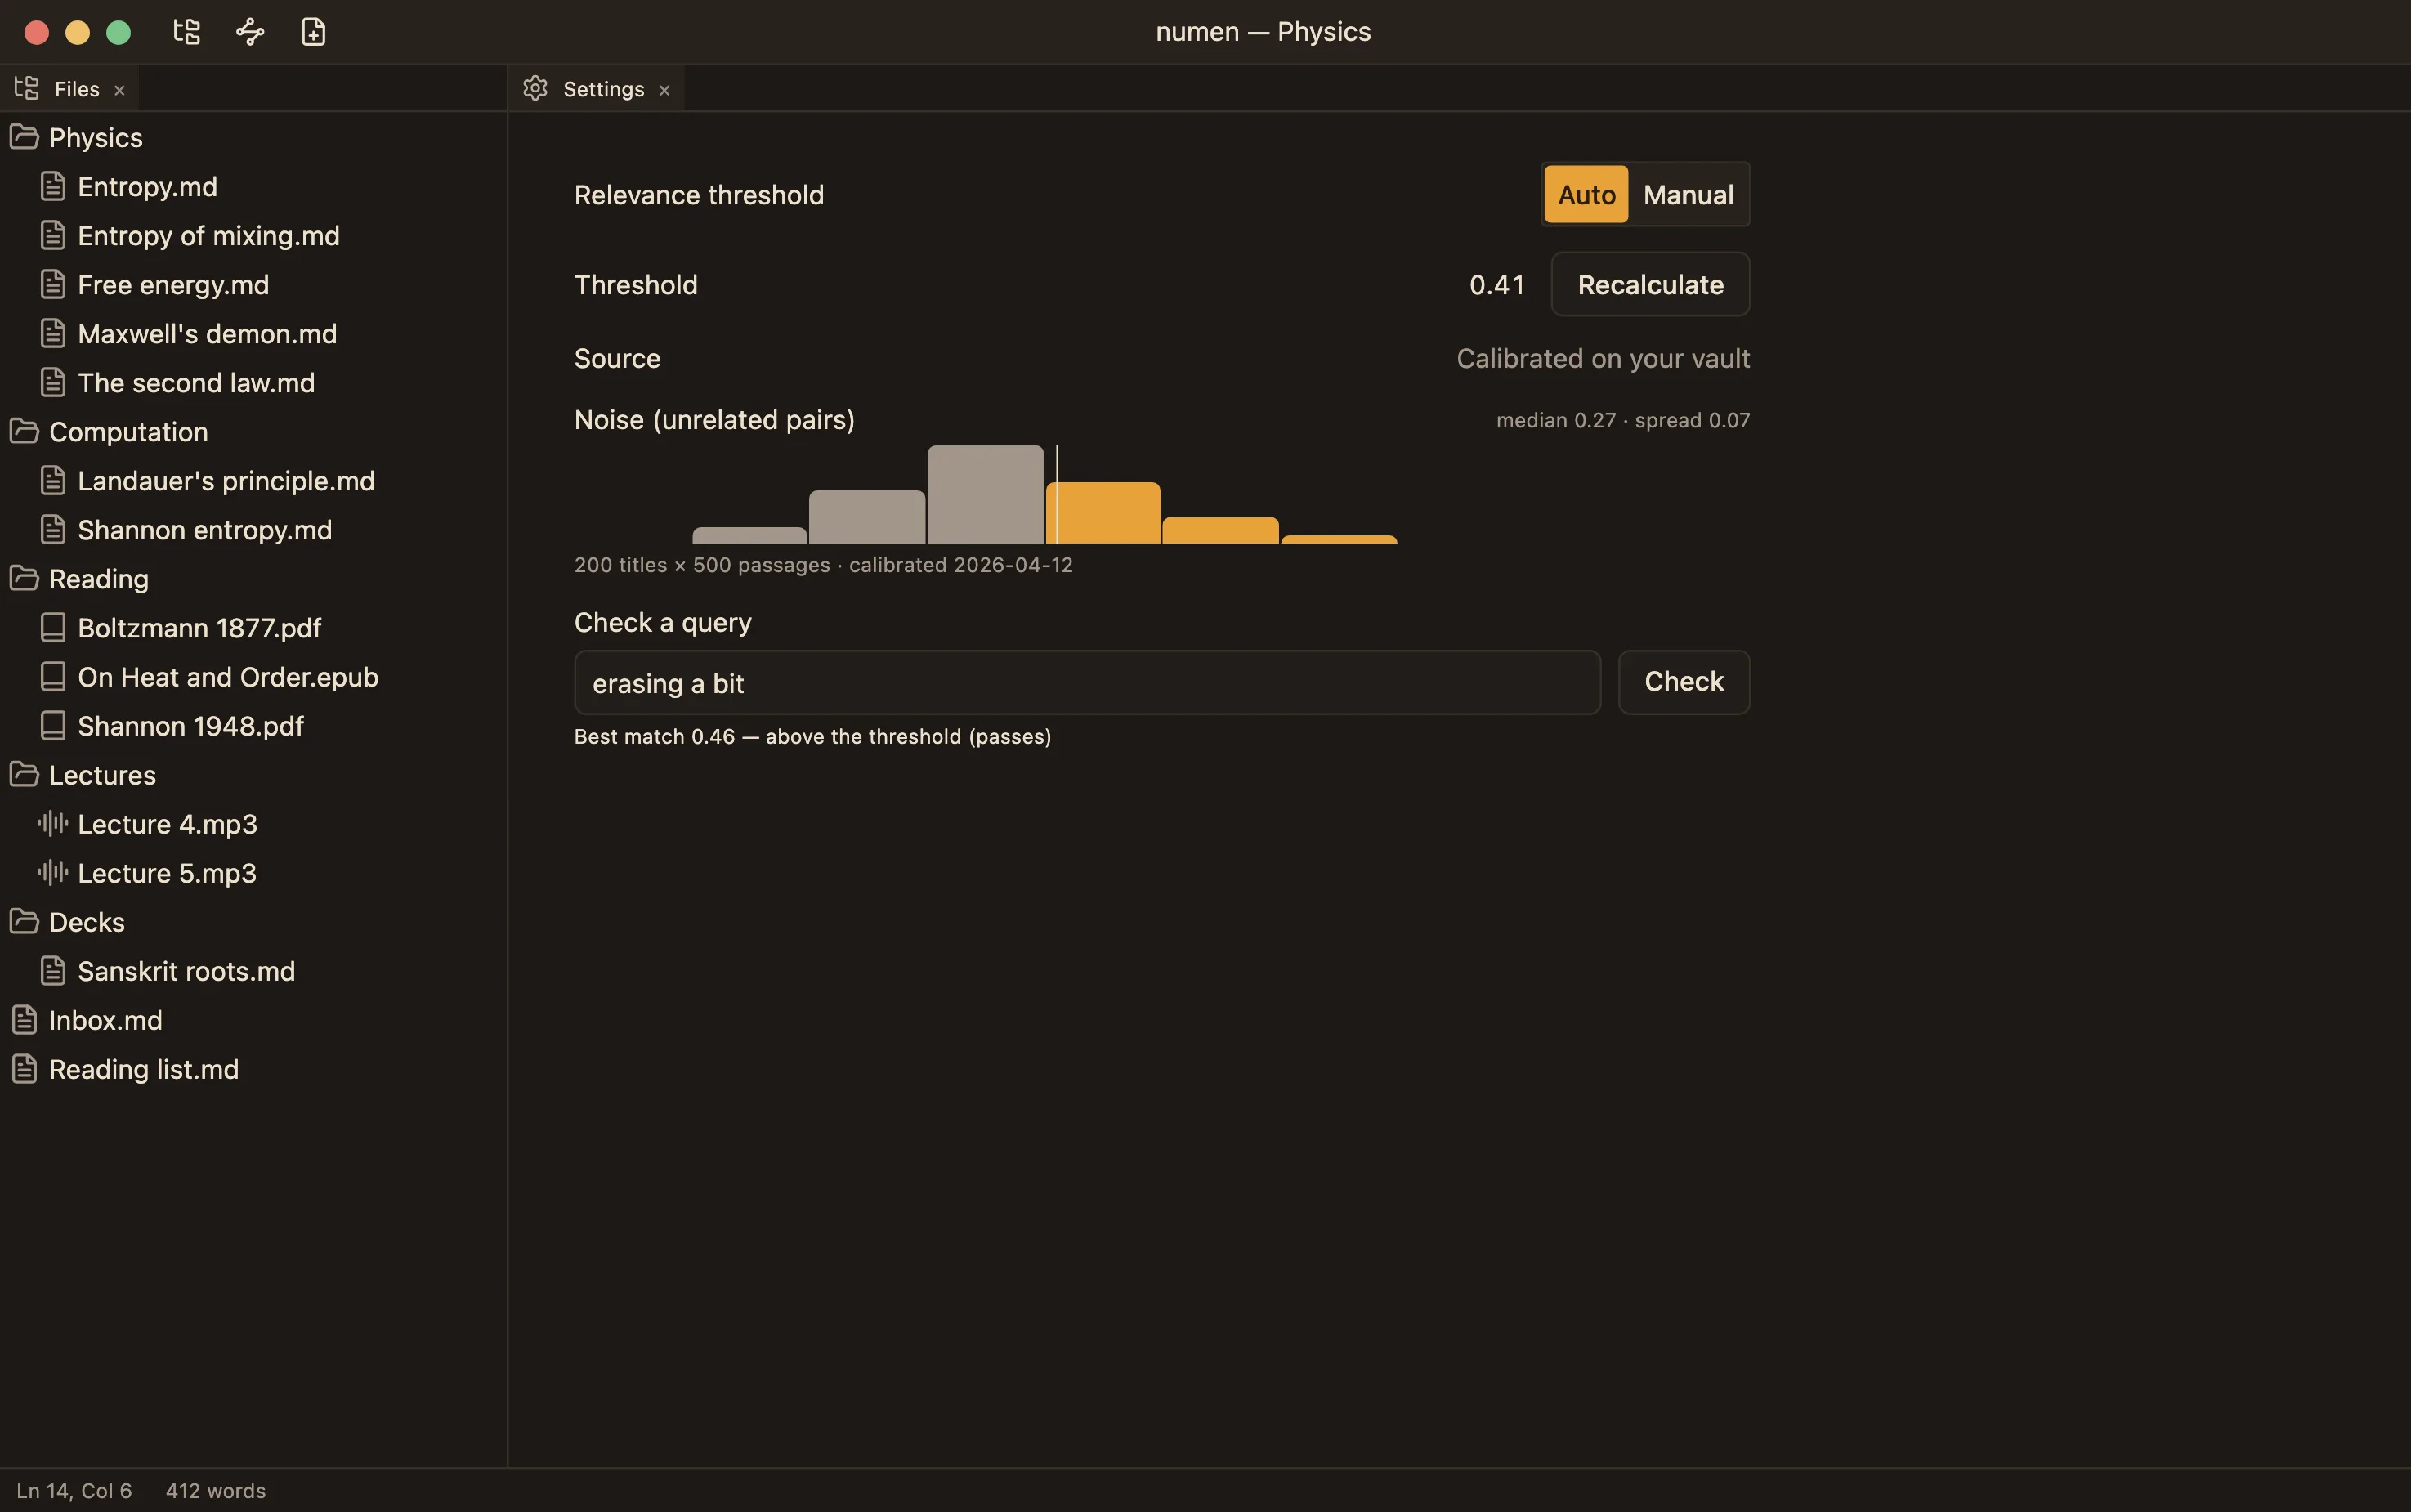 numen — Physics
Files ×
Settings ×
Physics
Entropy.md
Entropy of mixing.md
Free energy.md
Maxwell's demon.md
The second law.md
Computation
Landauer's principle.md
Shannon entropy.md
Reading
Boltzmann 1877.pdf
On Heat and Order.epub
Shannon 1948.pdf
Lectures
Lecture 4.mp3
Lecture 5.mp3
Decks
Sanskrit roots.md
Inbox.md
Reading list.md
Relevance threshold
Auto Manual
Threshold
0.41 Recalculate
Source
Calibrated on your vault
Noise (unrelated pairs)
median 0.27 · spread 0.07
200 titles × 500 passages · calibrated 2026-04-12
Check a query
erasing a bit
Check
Best match 0.46 — above the threshold (passes)
Ln 14, Col 6 412 words